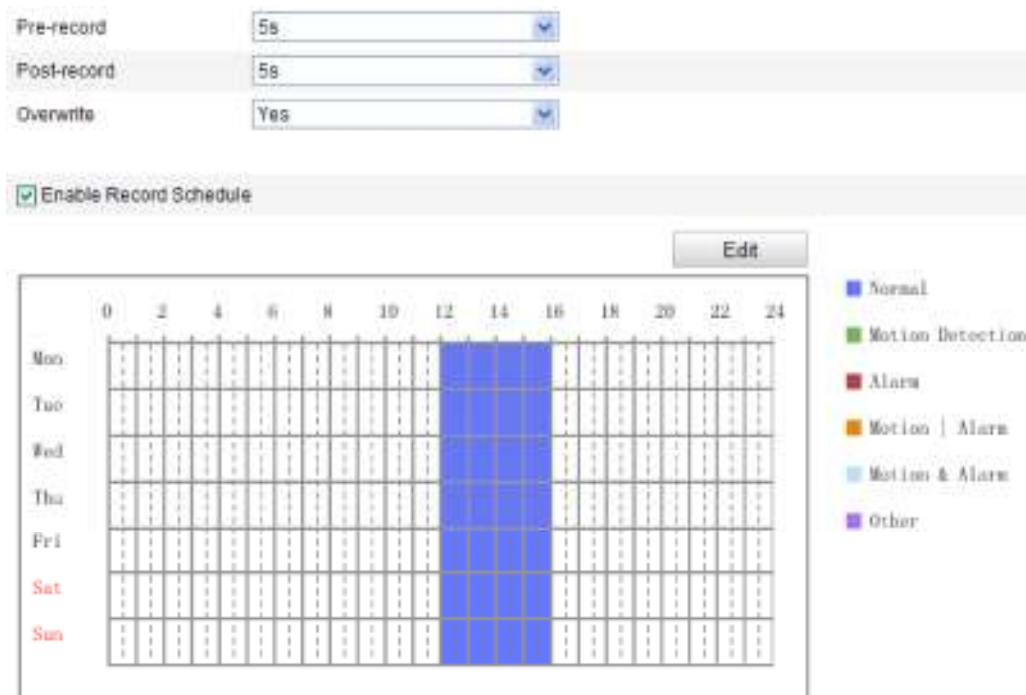 Pre-record 5s
Post-record 5s
Overwrite Yes
Enable Record Schedule
Edit
0 2 4 6 8 10 12 14 16 18 20 22 24
Mon
Tue
Wed
Thu
Fri
Sat
Sun
Normal
Motion Detection
Alarm
Motion | Alarm
Motion & Alarm
Other